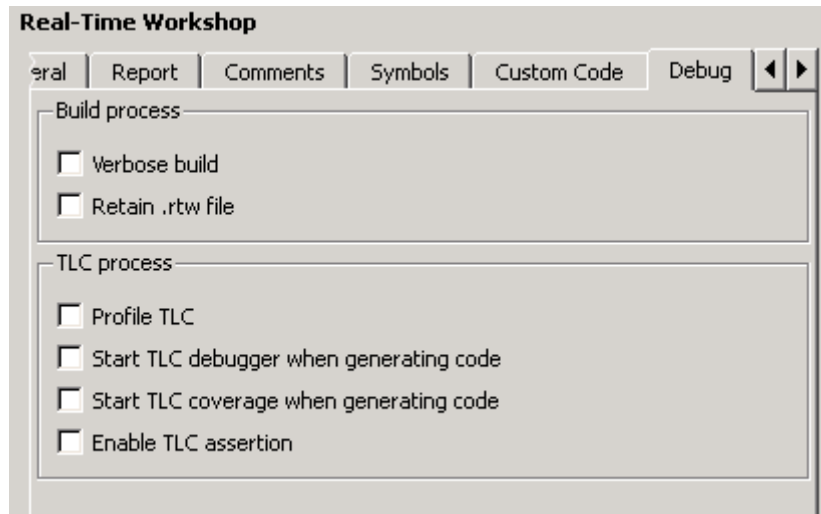 Real-Time Workshop
eral Report Comments Symbols Custom Code Debug
Build process
Verbose build
Retain .rtw file
TLC process
Profile TLC
Start TLC debugger when generating code
Start TLC coverage when generating code
Enable TLC assertion